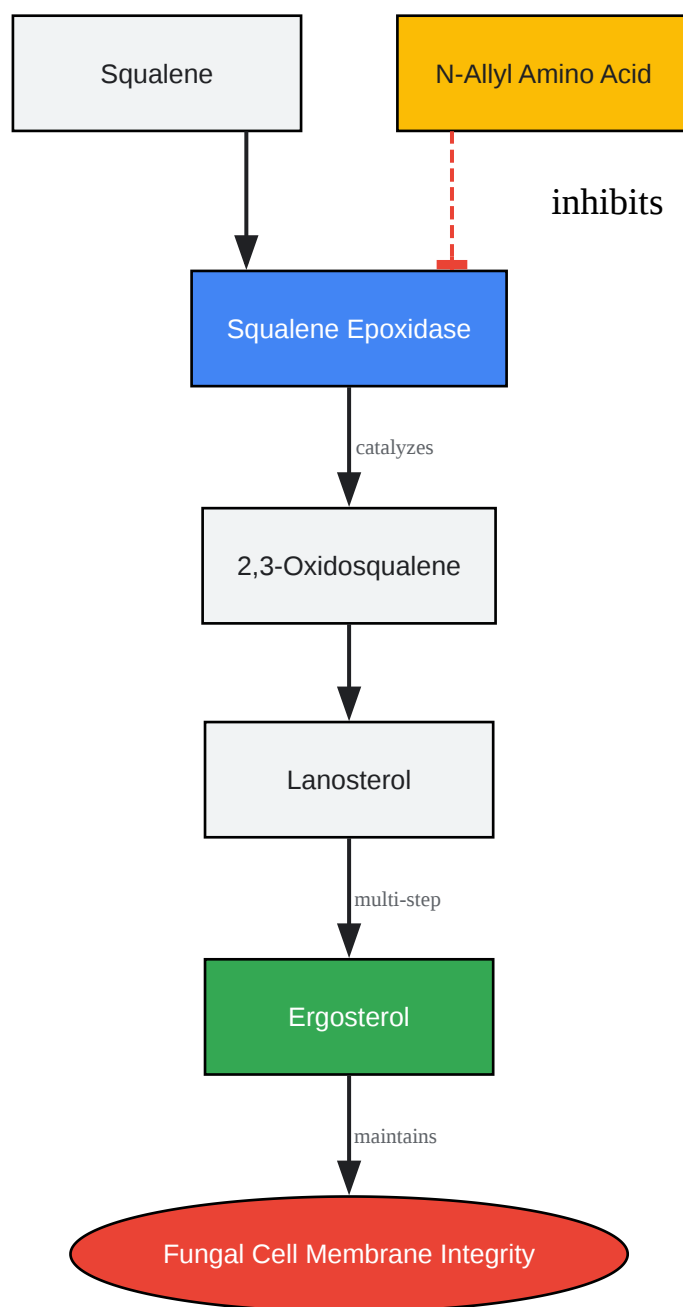 Squalene
N-Allyl Amino Acid
inhibits
Squalene Epoxidase
catalyzes
2,3-Oxidosqualene
Lanosterol
multi-step
Ergosterol
maintains
Fungal Cell Membrane Integrity